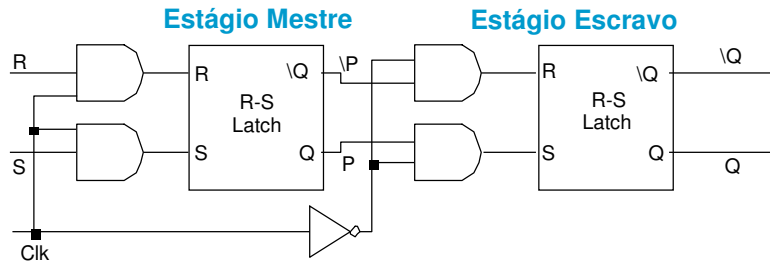 Estágio Mestre
Estágio Escravo
R
R
\Q
\P
R
\Q
\Q
R-S
Latch
R-S
Latch
S
S
Q
P
S
Q
Q
Clk